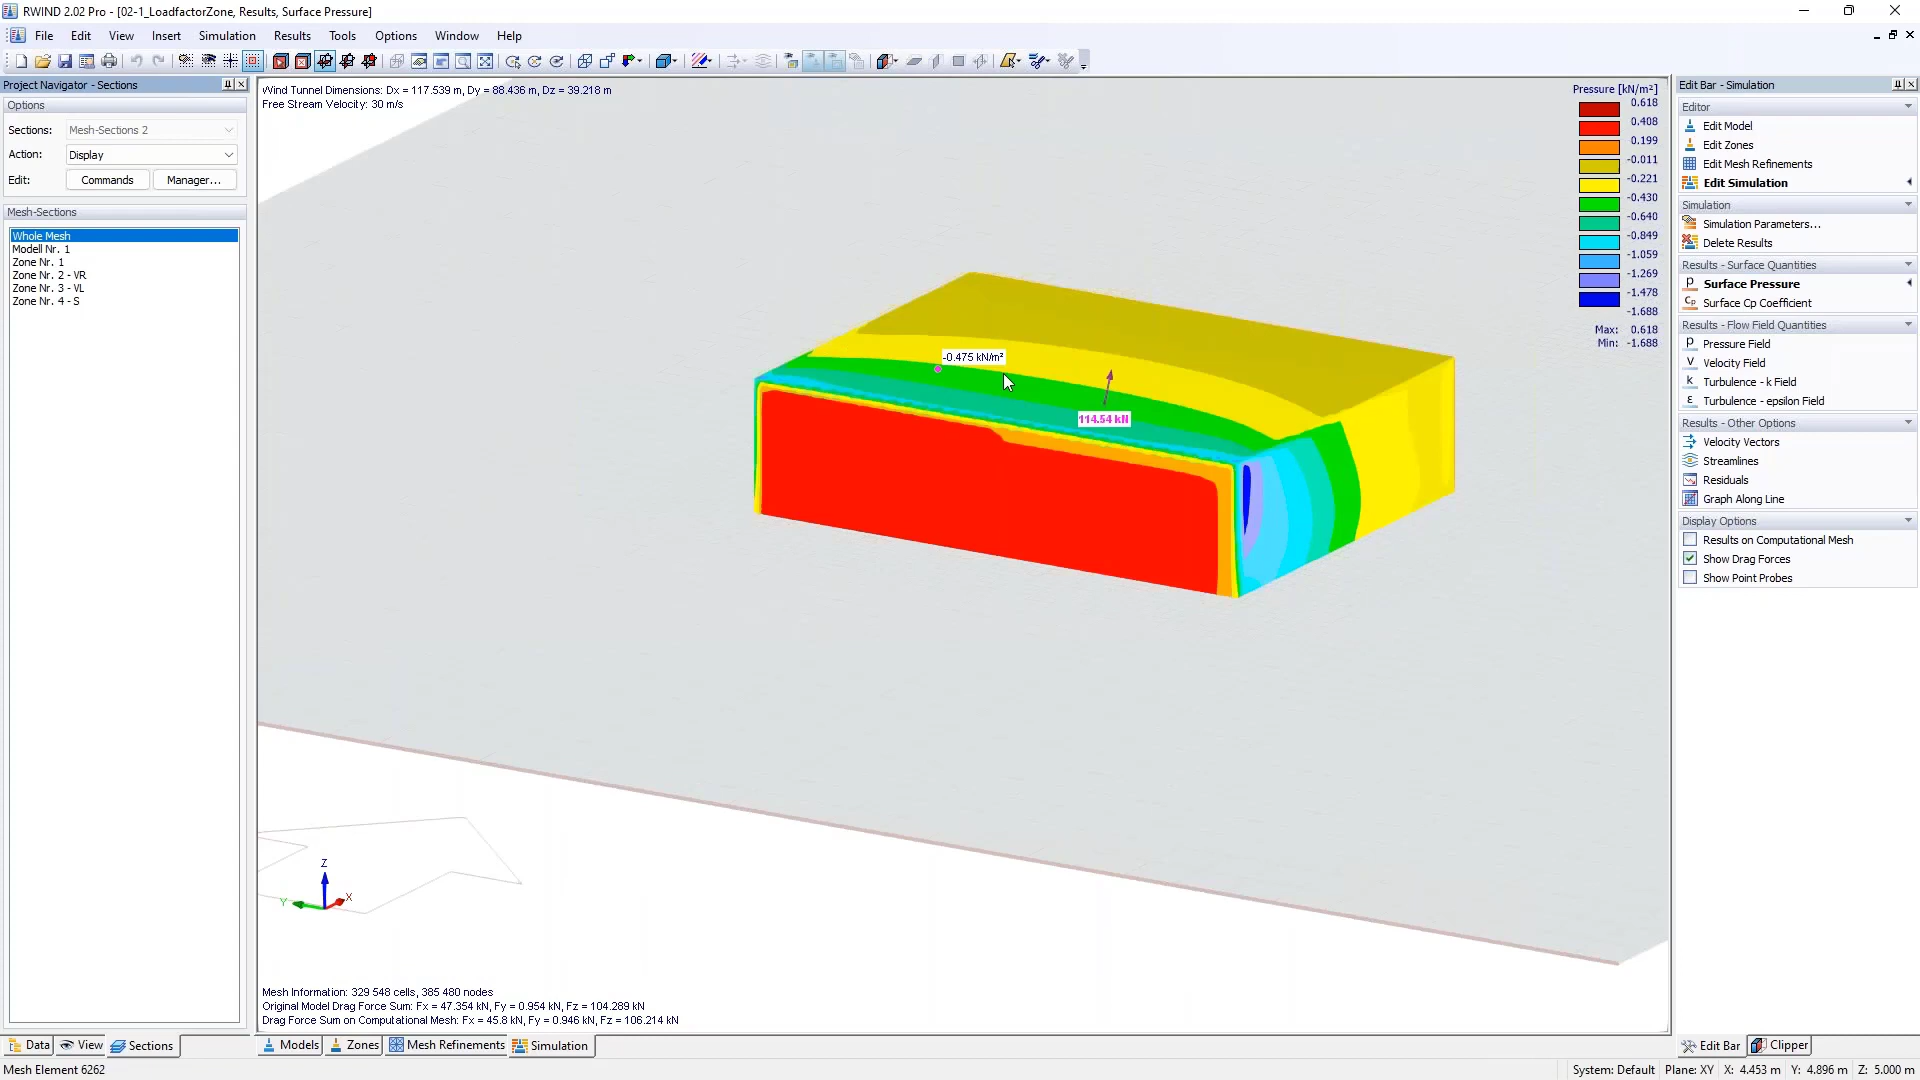 RWIND 2.02 Pro - [02-1_LoadfactorZone, Results, Surface Pressure]
File Edit View Insert Simulation Results Tools Options Window Help
Project Navigator - Sections
Options
Sections: Mesh-Sections 2
Action: Display
Edit: Commands Manager...
Mesh-Sections
Whole Mesh
Modell Nr. 1
Zone Nr. 1
Zone Nr. 2 - VR
Zone Nr. 3 - VL
Zone Nr. 4 - S
Data View Sections
Wind Tunnel Dimensions: Dx = 117.539 m, Dy = 88.436 m, Dz = 39.218 m
Free Stream Velocity: 30 m/s
Pressure [kN/m²]
0.618
0.408
0.199
-0.011
-0.221
-0.430
-0.640
-0.849
-1.059
-1.269
-1.478
-1.688
Max: 0.618
Min: -1.688
-0.475 kN/m²
114.54 kN
Z
Y
X
Mesh Information: 329 548 cells, 385 480 nodes
Original Model Drag Force Sum: Fx = 47.354 kN, Fy = 0.954 kN, Fz = 104.289 kN
Drag Force Sum on Computational Mesh: Fx = 45.8 kN, Fy = 0.946 kN, Fz = 106.214 kN
Models Zones Mesh Refinements Simulation
Edit Bar - Simulation
Editor
Edit Model
Edit Zones
Edit Mesh Refinements
Edit Simulation
Simulation
Simulation Parameters...
Delete Results
Results - Surface Quantities
p Surface Pressure
Cp Surface Cp Coefficient
Results - Flow Field Quantities
p Pressure Field
v Velocity Field
k Turbulence - k Field
ε Turbulence - epsilon Field
Results - Other Options
Velocity Vectors
Streamlines
Residuals
Graph Along Line
Display Options
Results on Computational Mesh
Show Drag Forces
Show Point Probes
Edit Bar Clipper
Mesh Element 6262
System: Default Plane: XY X: 4.453 m Y: 4.896 m Z: 5.000 m